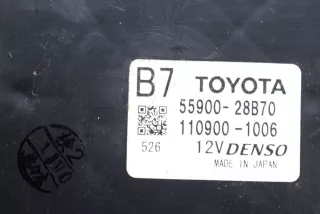 B7 TOYOTA
55900-28B70
110900-1006
526 12V DENSO
MADE IN JAPAN